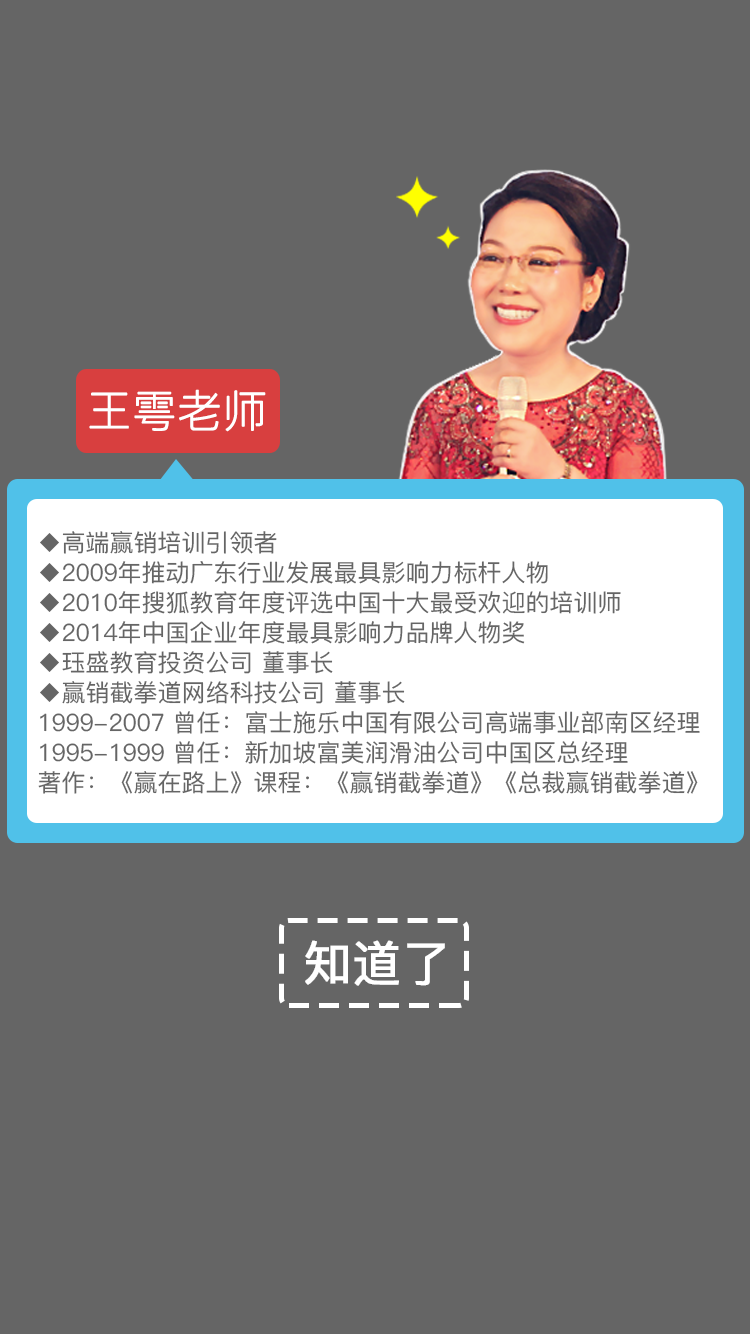 王雩老师
◆高端赢销培训引领者
◆2009年推动广东行业发展最具影响力标杆人物
◆2010年搜狐教育年度评选中国十大最受欢迎的培训师
◆2014年中国企业年度最具影响力品牌人物奖
◆珏盛教育投资公司 董事长
◆赢销截拳道网络科技公司 董事长
1999-2007 曾任：富士施乐中国有限公司高端事业部南区经理
1995-1999 曾任：新加坡富美润滑油公司中国区总经理
著作：《赢在路上》课程：《赢销截拳道》《总裁赢销截拳道》
知道了